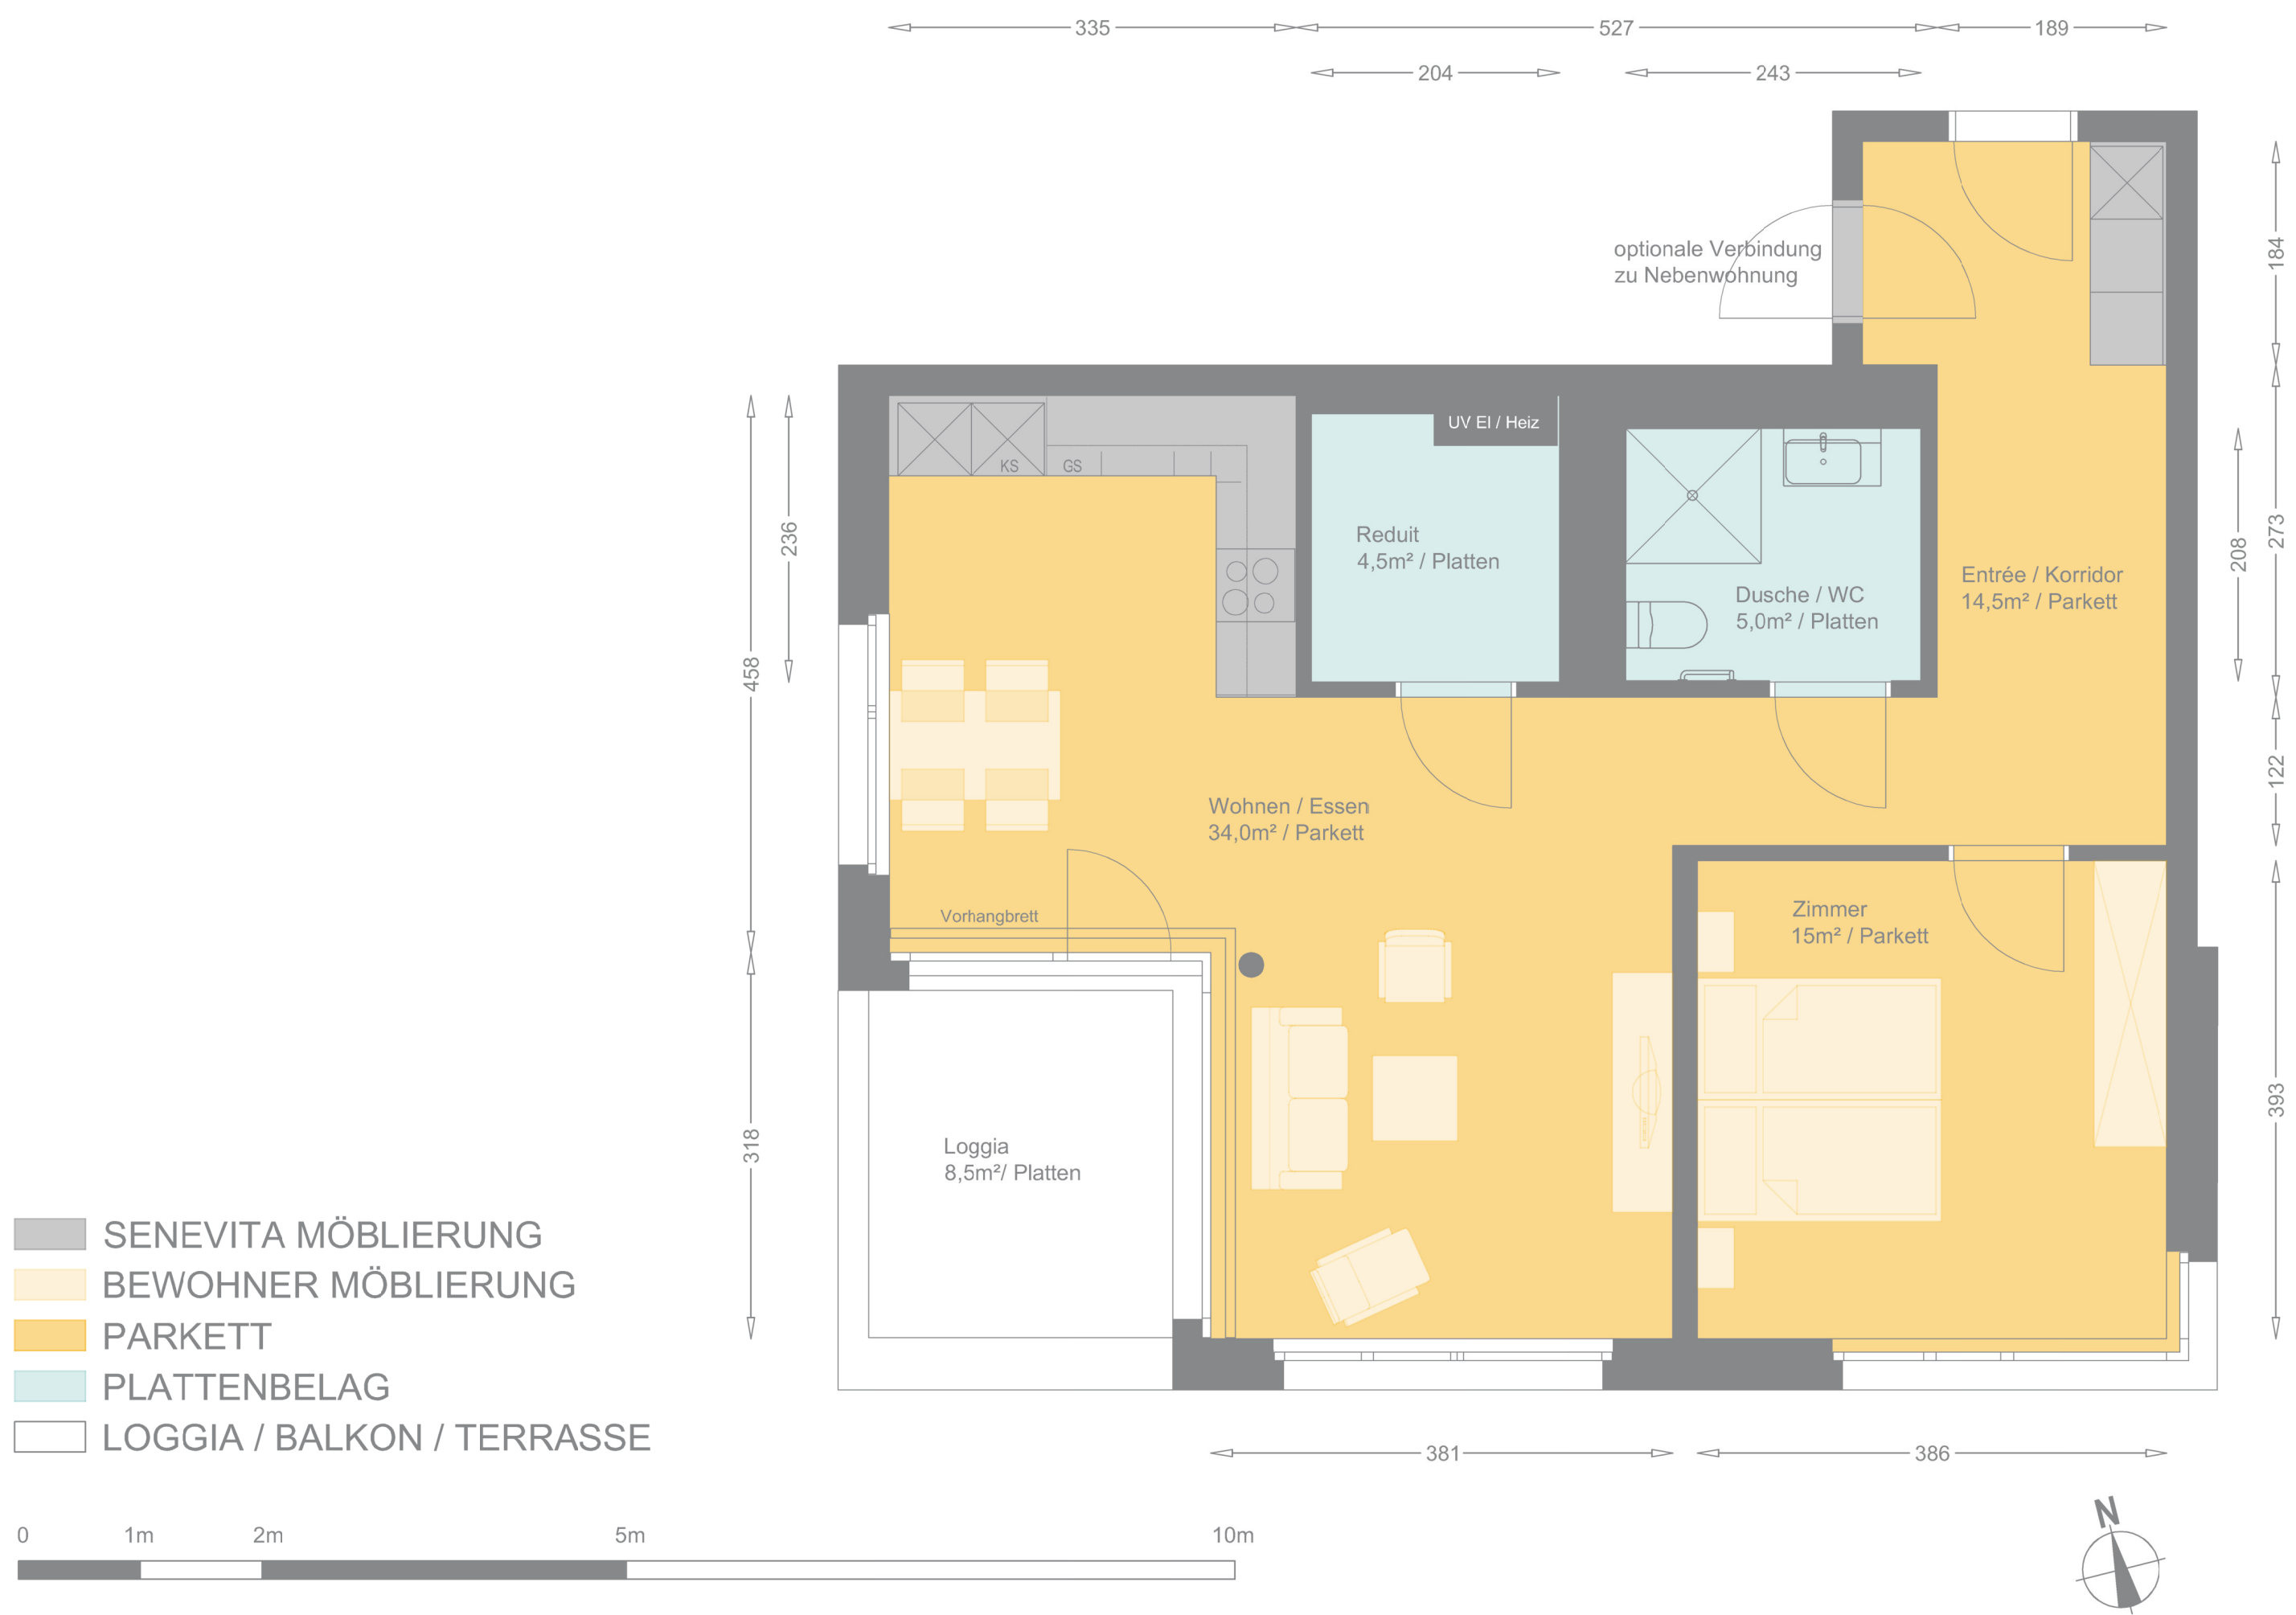 335
527
189
204
243
optionale Verbindung
zu Nebenwohnung
184
UV El / Heiz
KS
GS
236
Reduit
4,5m² / Platten
273
208
Entrée / Korridor
14,5m² / Parkett
Dusche / WC
5,0m² / Platten
458
122
Wohnen / Essen
34,0m² / Parkett
Vorhangbrett
Zimmer
15m² / Parkett
393
318
Loggia
8,5m²/ Platten
SENEVITA MÖBLIERUNG
BEWOHNER MÖBLIERUNG
PARKETT
PLATTENBELAG
LOGGIA / BALKON / TERRASSE
381
386
0
1m
2m
5m
10m
N